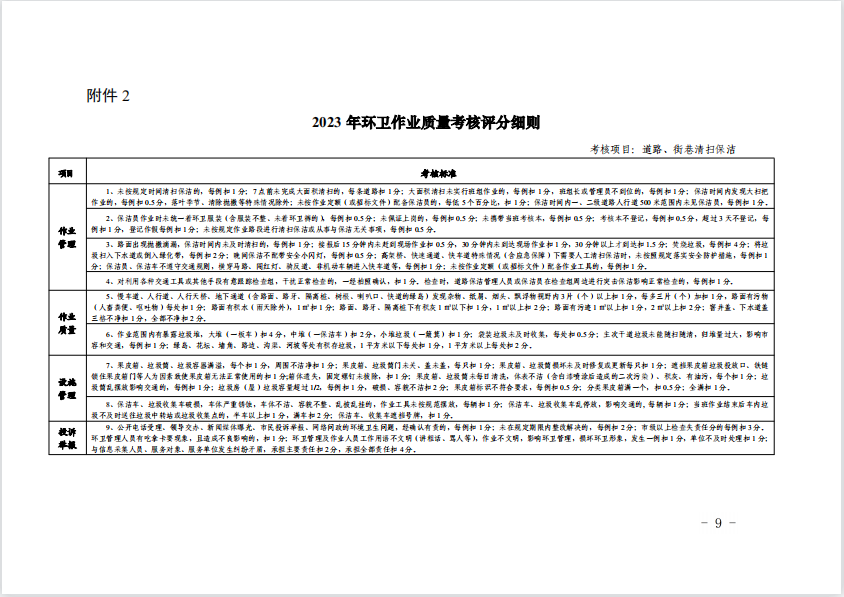 附件 2
2023 年环卫作业质量考核评分细则
考核项目：道路、街巷清扫保洁
项目
考核标准
作业
管理
1、未按规定时间清扫保洁的，每例扣1分；7点前未完成大面积清扫的，每条道路扣1分；大面积清扫未实行班组作业的，每例扣1分，班组长或管理员不到位的，每例扣1分；保洁时间内发现大扫把
作业的，每例扣0.5分，落叶季节、清除抛撒等特殊情况除外；未按作业定额（或招标文件）配备保洁员的，每低5个百分比，扣1分；保洁时间内一、二级道路人行道500米范围内未见保洁员，每例扣1分。
2、保洁员作业时未统一着环卫服装（含服装不整、未着环卫裤的），每例扣0.5分；未保证上岗的，每例扣0.5分；未携带当班考核本，每例扣0.5分；考核本不登记，每例扣0.5分，超过3天不登记，每
例扣1分，登记作假每例扣1分；未按规定作业路段进行清扫保洁或从事与保洁无关事项，每例扣0.5分。
3、路面出现抛撒滴漏，保洁时间内未及时清扫的，每例扣1分；接报后15分钟内未赶到现场作业扣0.5分，30分钟内未到达现场作业扣1分，30分钟以上才到达扣1.5分；焚烧垃圾，每例扣4分；将垃
圾扫入下水道或倒入绿化带，每例扣2分；晚间保洁不配带安全小闪灯，每例扣0.5分；高架桥、快速通道、快车道特殊情况（含应急保障）下需要人工清扫保洁时，未按照规定落实安全防护措施，每例扣1
分；保洁员、保洁车不遵守交通规则，横穿马路、闯红灯、骑反道、非机动车辆进入快车道等，每例扣1分；未按作业定额（或招标文件）配备作业工具的，每例扣1分。
4、对利用各种交通工具或其他手段有意跟踪检查组，干扰正常检查的，一经拍照确认，扣1分。检查时，道路保洁管理人员或保洁员在检查组周边进行突击保洁影响正常检查的，每例扣1分。
作业
质量
5、慢车道、人行道、人行天桥、地下通道（含路面、路牙、隔离桩、树根、喇叭口、快道的绿岛）发现杂物、纸屑、烟头、飘浮物视野内3片（个）以上扣1分，每多三片（个）加扣1分，路面有污物
（人畜粪便、呕吐物）每处扣1分；路面有积水（雨天除外），1㎡扣1分；路面、路牙、隔离桩下有积灰1㎡以下扣1分，1㎡以上扣2分；路面有污迹1㎡以上扣1分，2㎡以上扣2分；窨井盖、下水道盖
三格不净扣1分，全部不净扣2分。
6、作业范围内有暴露垃圾堆，大堆（一板车）扣4分，中堆（一保洁车）扣2分，小堆垃圾（一簸箕）扣1分；袋装垃圾未及时收集，每处扣0.5分；主次干道垃圾未能随扫随清，归堆量过大，影响市
容和交通，每例扣1分；绿岛、花坛、墙角、路边、沟渠、河坡等处有积存垃圾，1平方米以下每处扣1分，1平方米以上每处扣2分。
设施
管理
7、果皮箱、垃圾筒、垃圾容器满溢，每个扣1分，周围不洁净扣1分；果皮箱、垃圾筒门未关、盖未盖，每只扣1分；果皮箱、垃圾筒损坏未及时修复或更新每只扣1分；遮挡果皮箱垃圾投放口、铁链
锁住果皮箱门等人为因素致使果皮箱无法正常使用的扣1分；箱体遗失，固定螺钉未拔除，扣1分；果皮箱、垃圾筒未每日清洗，体表不洁（含白漆喷涂后造成的二次污染）、积灰、有油污，每个扣1分；垃
圾筒乱摆放影响交通的，每例扣1分；垃圾房（屋）垃圾容量超过1/2，每例扣1分，破损、容貌不洁扣2分；果皮箱标识不符合要求，每例扣0.5分；分类果皮箱满一个，扣0.5分；全满扣1分。
8、保洁车、垃圾收集车破损，车体严重锈蚀、车体不洁、容貌不整、乱披乱挂的，作业工具未按规范摆放，每辆扣1分；保洁车、垃圾收集车乱停放，影响交通的，每辆扣1分；当班作业结束后车内垃
圾不及时送往垃圾中转站或垃圾收集点的，半车以上扣1分，满车扣2分；保洁车、收集车遮挡号牌，扣1分。
投诉
举报
9、公开电话受理、领导交办、新闻媒体曝光、市民投诉举报、网络问政的环境卫生问题，经确认有责的，每例扣1分；未在规定期限内整改解决的，每例扣2分；市级以上检查失责任分的每例扣3分。
环卫管理人员有吃拿卡要现象，且造成不良影响的，扣1分；环卫管理及作业人员工作用语不文明（讲粗话、骂人等），作业不文明，影响环卫管理，损坏环卫形象，发生一例扣1分，单位不及时处理扣1分；
与信息采集人员、服务对象、服务单位发生纠纷矛盾，承担主要责任扣2分，承担全部责任扣4分。
- 9 -